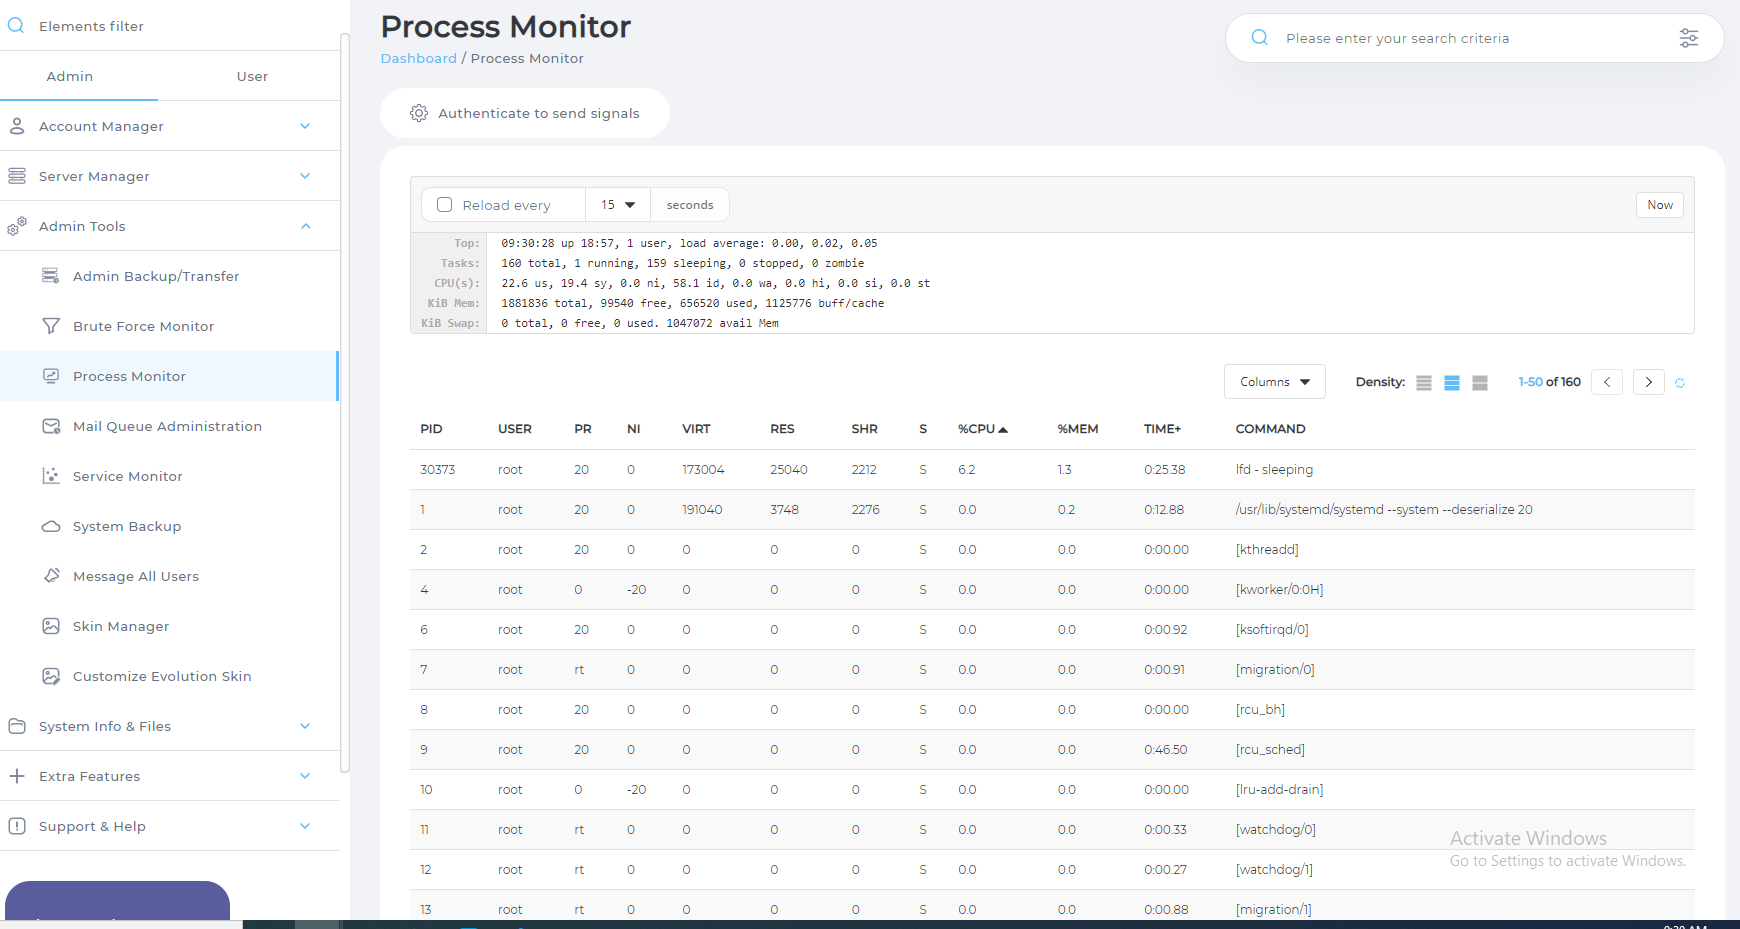 Elements filter
Admin User
Account Manager
Server Manager
Admin Tools
Admin Backup/Transfer
Brute Force Monitor
Process Monitor
Mail Queue Administration
Service Monitor
System Backup
Message All Users
Skin Manager
Customize Evolution Skin
System Info & Files
Extra Features
Support & Help
Process Monitor
Dashboard / Process Monitor
Please enter your search criteria
Authenticate to send signals
Reload every 15 seconds Now
Top: 09:30:28 up 18:57, 1 user, load average: 0.00, 0.02, 0.05
Tasks: 160 total, 1 running, 159 sleeping, 0 stopped, 0 zombie
CPU(s): 22.6 us, 19.4 sy, 0.0 ni, 58.1 id, 0.0 wa, 0.0 hi, 0.0 si, 0.0 st
KiB Mem: 1881836 total, 99540 free, 656520 used, 1125776 buff/cache
KiB Swap: 0 total, 0 free, 0 used. 1047072 avail Mem
Columns Density: 1-50 of 160
PID USER PR NI VIRT RES SHR S %CPU %MEM TIME+ COMMAND
30373 root 20 0 173004 25040 2212 S 6.2 1.3 0:25.38 lfd - sleeping
1 root 20 0 191040 3748 2276 S 0.0 0.2 0:12.88 /usr/lib/systemd/systemd --system --deserialize 20
2 root 20 0 0 0 0 S 0.0 0.0 0:00.00 [kthreadd]
4 root 0 -20 0 0 0 S 0.0 0.0 0:00.00 [kworker/0:0H]
6 root 20 0 0 0 0 S 0.0 0.0 0:00.92 [ksoftirqd/0]
7 root rt 0 0 0 0 S 0.0 0.0 0:00.91 [migration/0]
8 root 20 0 0 0 0 S 0.0 0.0 0:00.00 [rcu_bh]
9 root 20 0 0 0 0 S 0.0 0.0 0:46.50 [rcu_sched]
10 root 0 -20 0 0 0 S 0.0 0.0 0:00.00 [lru-add-drain]
11 root rt 0 0 0 0 S 0.0 0.0 0:00.33 [watchdog/0]
12 root rt 0 0 0 0 S 0.0 0.0 0:00.27 [watchdog/1]
13 root rt 0 0 0 0 S 0.0 0.0 0:00.88 [migration/1]
Activate Windows
Go to Settings to activate Windows.